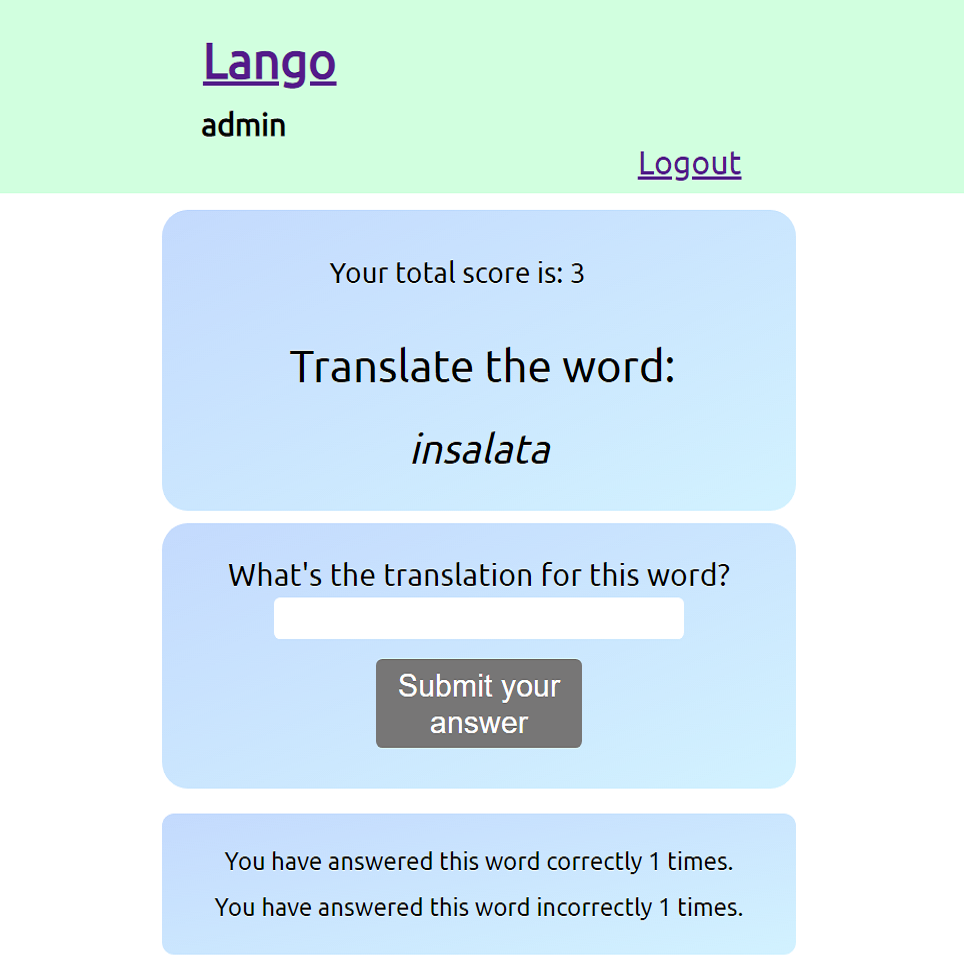 Lango
admin
Logout
Your total score is: 3
Translate the word:
insalata
What's the translation for this word?
Submit your
answer
You have answered this word correctly 1 times.
You have answered this word incorrectly 1 times.